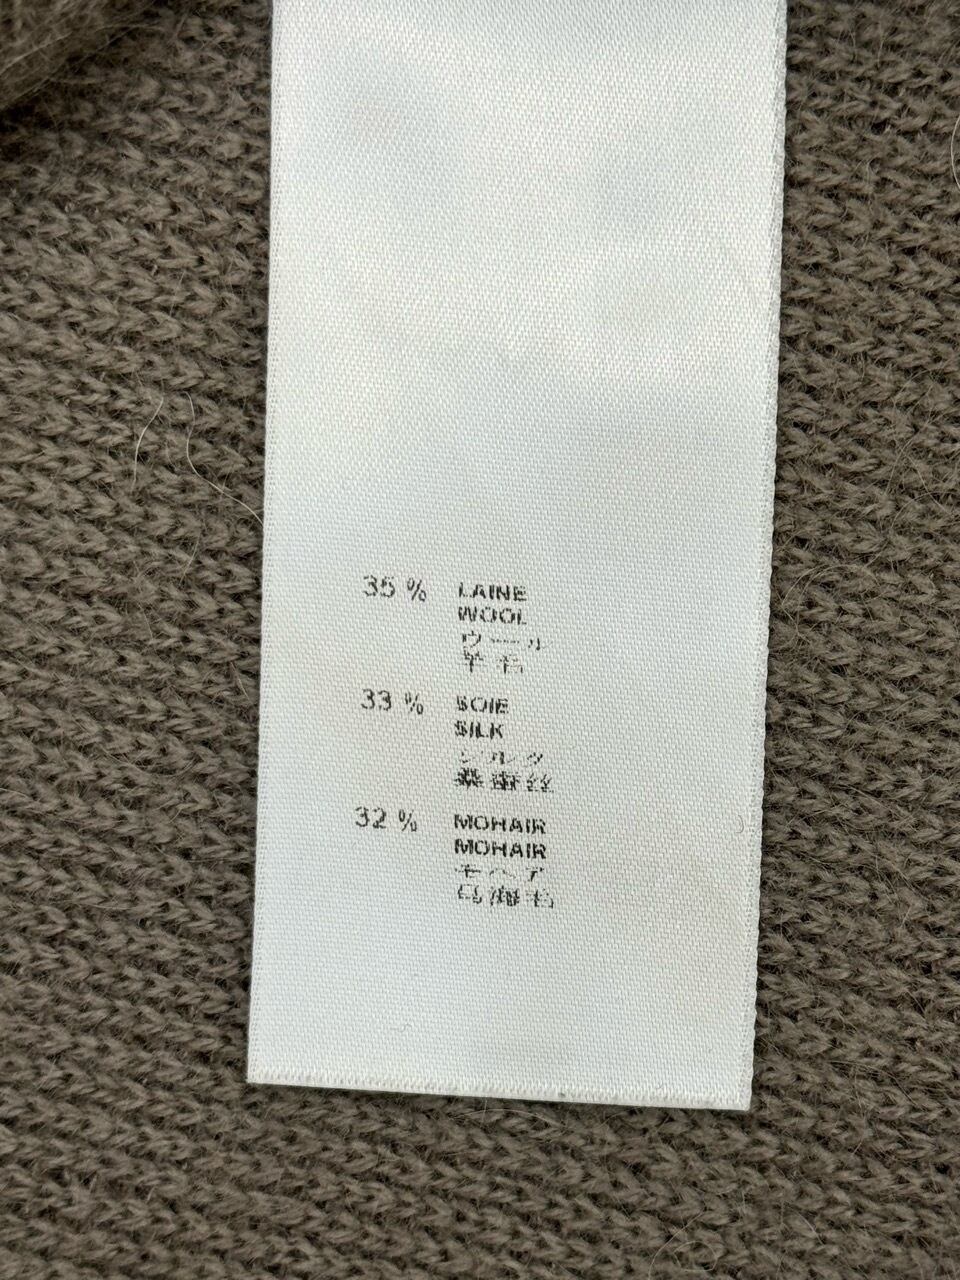 35 % LAINE
WOOL
ウール
羊毛
33 % SOIE
SILK
シルク
桑蚕丝
32 % MOHAIR
MOHAIR
モヘア
马海毛